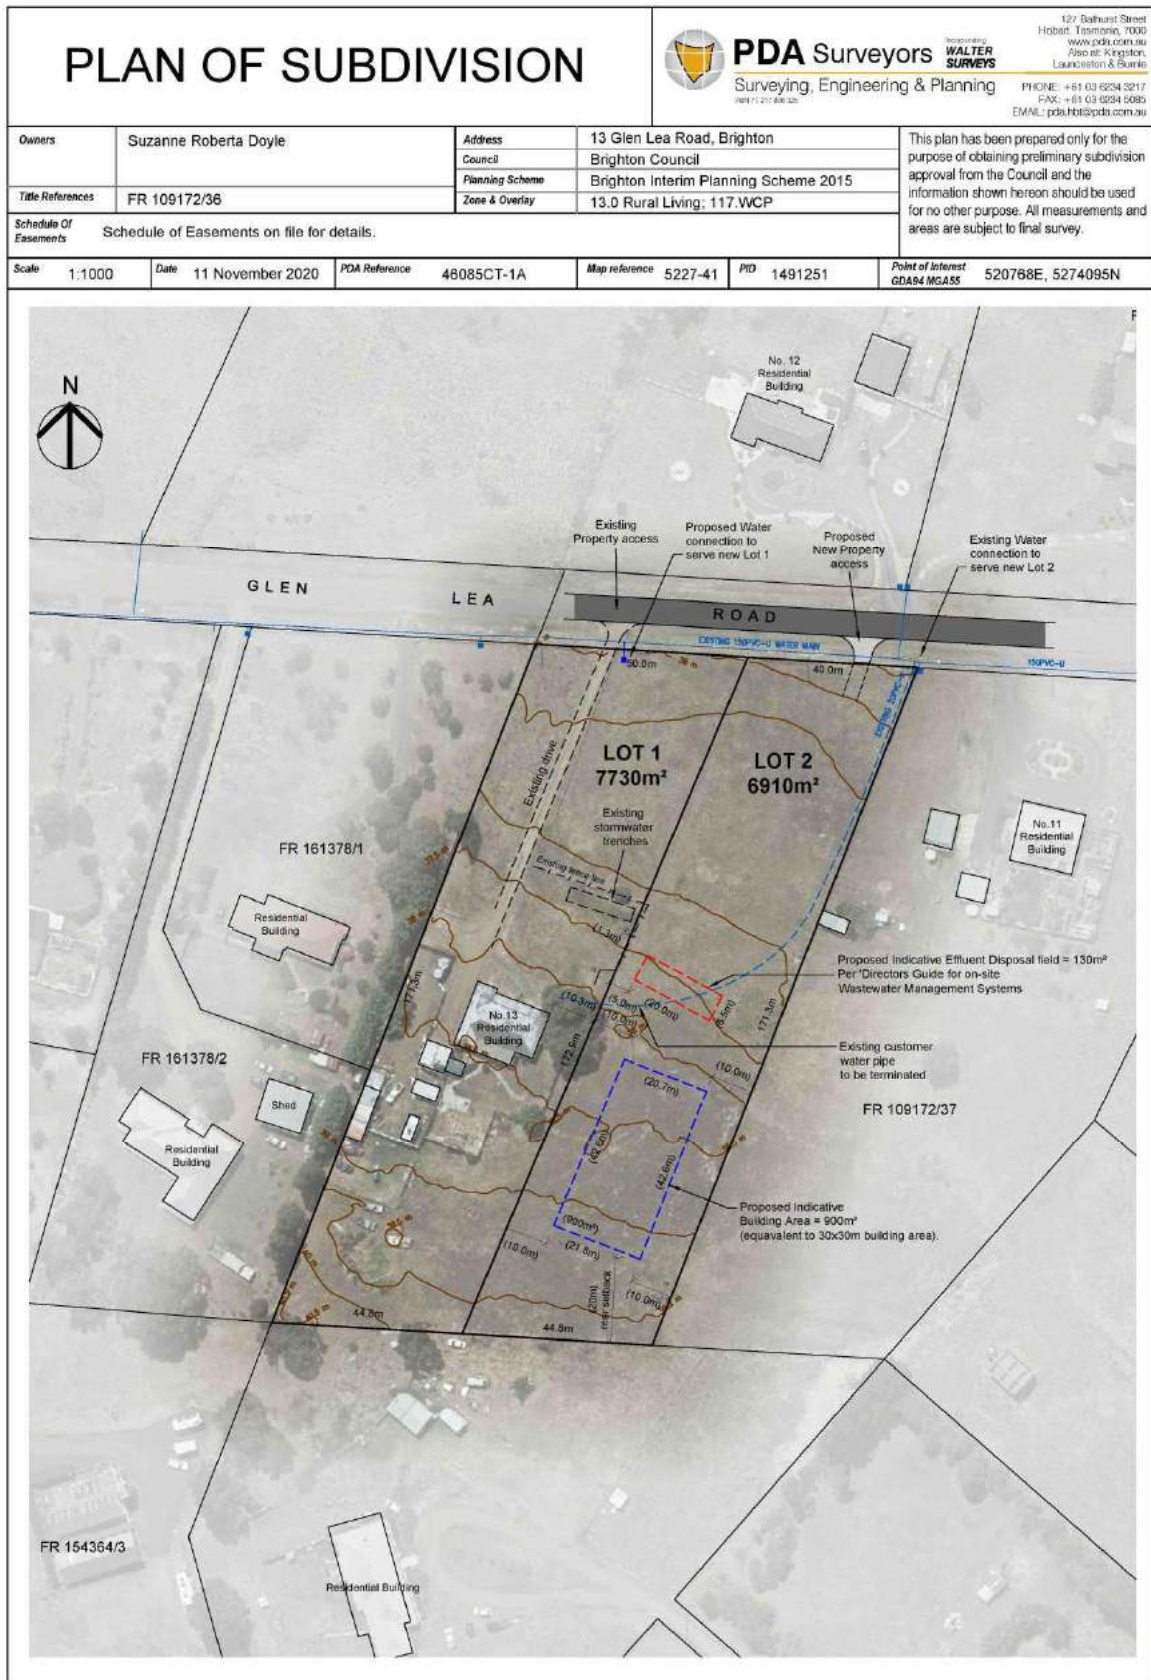 PLAN OF SUBDIVISION
PDA Surveyors
Incorporating
WALTER
SURVEYS
Surveying, Engineering & Planning
127 Bathurst Street
Hobart, Tasmania, 7000
www.pda.com.au
Also at: Kingston,
Launceston & Burnie
PHONE: +61 03 6234 3217
FAX: +61 03 6234 5085
EMAIL: pda.hbt@pda.com.au
Owners
Suzanne Roberta Doyle
Title References
FR 109172/36
Address
13 Glen Lea Road, Brighton
Council
Brighton Council
Planning Scheme
Brighton Interim Planning Scheme 2015
Zone & Overlay
13.0 Rural Living; 117.WCP
This plan has been prepared only for the
purpose of obtaining preliminary subdivision
approval from the Council and the
information shown hereon should be used
for no other purpose. All measurements and
areas are subject to final survey.
Schedule Of
Easements
Schedule of Easements on file for details.
Scale
1:1000
Date
11 November 2020
PDA Reference
46085CT-1A
Map reference
5227-41
PID
1491251
Point of Interest
GDA94 MGA55
520768E, 5274095N
N
No. 12
Residential
Building
Existing
Property access
Proposed Water
connection to
serve new Lot 1
Proposed
New Property
access
Existing Water
connection to
serve new Lot 2
GLEN LEA ROAD
EXISTING 150PVC-U WATER MAIN
150PVC-U
50.0m
40.0m
Existing drive
LOT 1
7730m²
LOT 2
6910m²
Existing
stormwater
trenches
Existing fence line
(1.3m)
No.11
Residential
Building
FR 161378/1
Residential
Building
Proposed Indicative Effluent Disposal field = 130m²
Per 'Directors Guide for on-site
Wastewater Management Systems
171.3m
(10.3m)
(5.0m)
(20.0m)
(6.5m)
(10.0m)
171.3m
No.13
Residential
Building
172.9m
Existing customer
water pipe
to be terminated
FR 161378/2
(20.7m)
(10.0m)
FR 109172/37
Shed
Residential
Building
(42.6m)
(42.6m)
Proposed Indicative
Building Area = 900m²
(equavalent to 30x30m building area).
(900m²)
(10.0m)
(21.8m)
(20m)
rear setback
(10.0m)
44.8m
44.8m
FR 154364/3
Residential Building